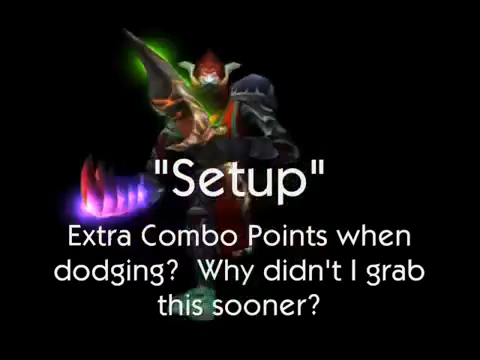 "Setup"
Extra Combo Points when
dodging?  Why didn't I grab
this sooner?